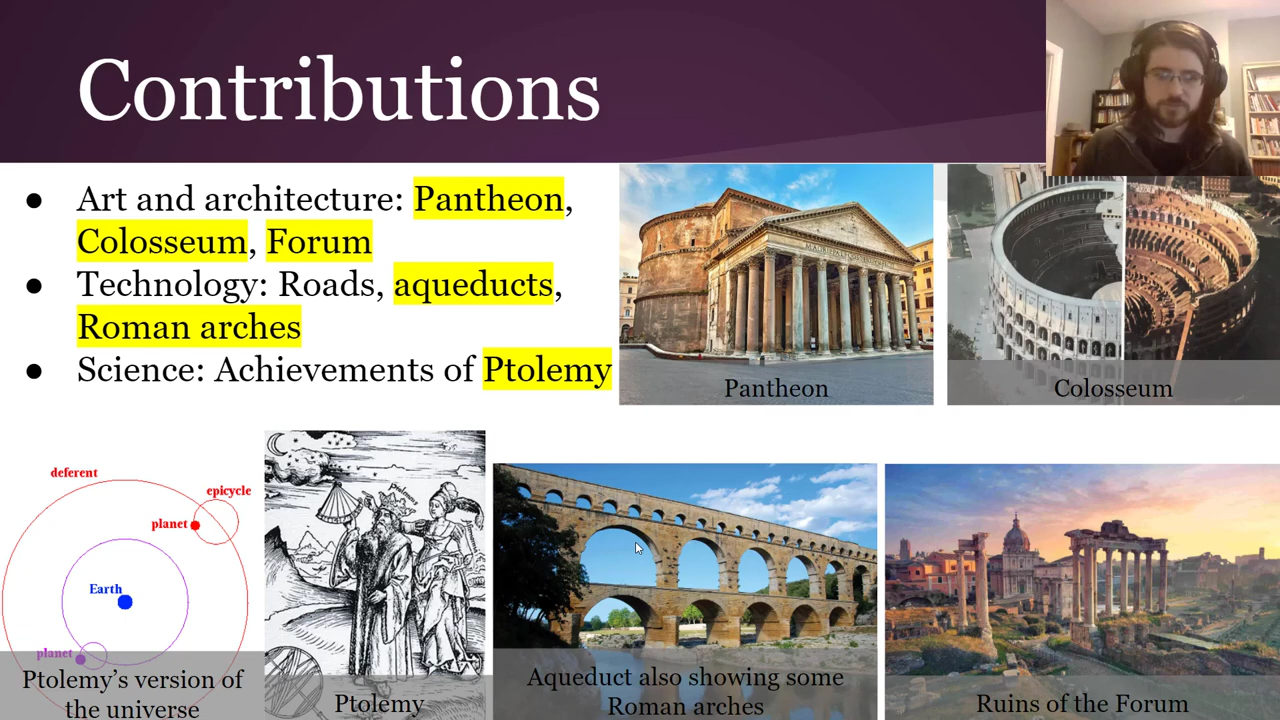 Contributions
● Art and architecture: Pantheon,
Colosseum, Forum
● Technology: Roads, aqueducts,
Roman arches
● Science: Achievements of Ptolemy
Pantheon
Colosseum
deferent
epicycle
planet
Earth
planet
Ptolemy's version of
the universe
Ptolemy
Aqueduct also showing some
Roman arches
Ruins of the Forum